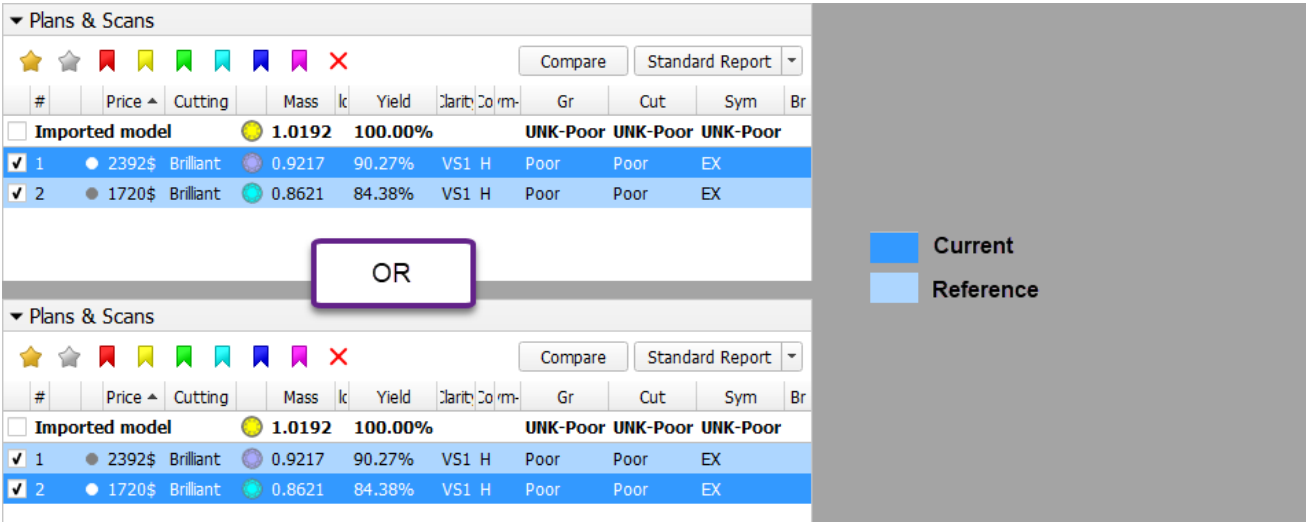 Plans & Scans
Compare Standard Report
# Price Cutting Mass Yield Gr Cut Sym Br
Imported model 1.0192 100.00% UNK-Poor UNK-Poor UNK-Poor
1 2392$ Brilliant 0.9217 90.27% VS1 H Poor Poor EX
2 1720$ Brilliant 0.8621 84.38% VS1 H Poor Poor EX
OR
Current
Reference
Plans & Scans
Compare Standard Report
# Price Cutting Mass Yield Gr Cut Sym Br
Imported model 1.0192 100.00% UNK-Poor UNK-Poor UNK-Poor
1 2392$ Brilliant 0.9217 90.27% VS1 H Poor Poor EX
2 1720$ Brilliant 0.8621 84.38% VS1 H Poor Poor EX